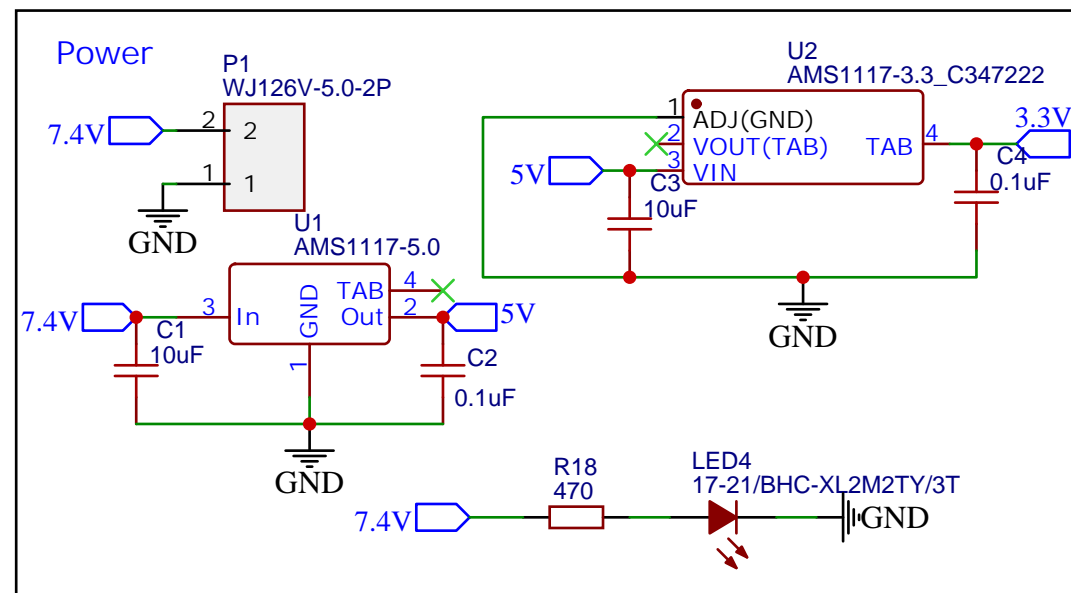 Power
P1
WJ126V-5.0-2P
7.4V
2
2
1
1
GND
U2
AMS1117-3.3_C347222
1
ADJ(GND)
2
VOUT(TAB)
3
VIN
TAB
4
3.3V
5V
C3
10uF
C4
0.1uF
GND
U1
AMS1117-5.0
7.4V
3
In
GND
1
TAB
4
Out
2
5V
C1
10uF
C2
0.1uF
GND
7.4V
R18
470
LED4
17-21/BHC-XL2M2TY/3T
GND